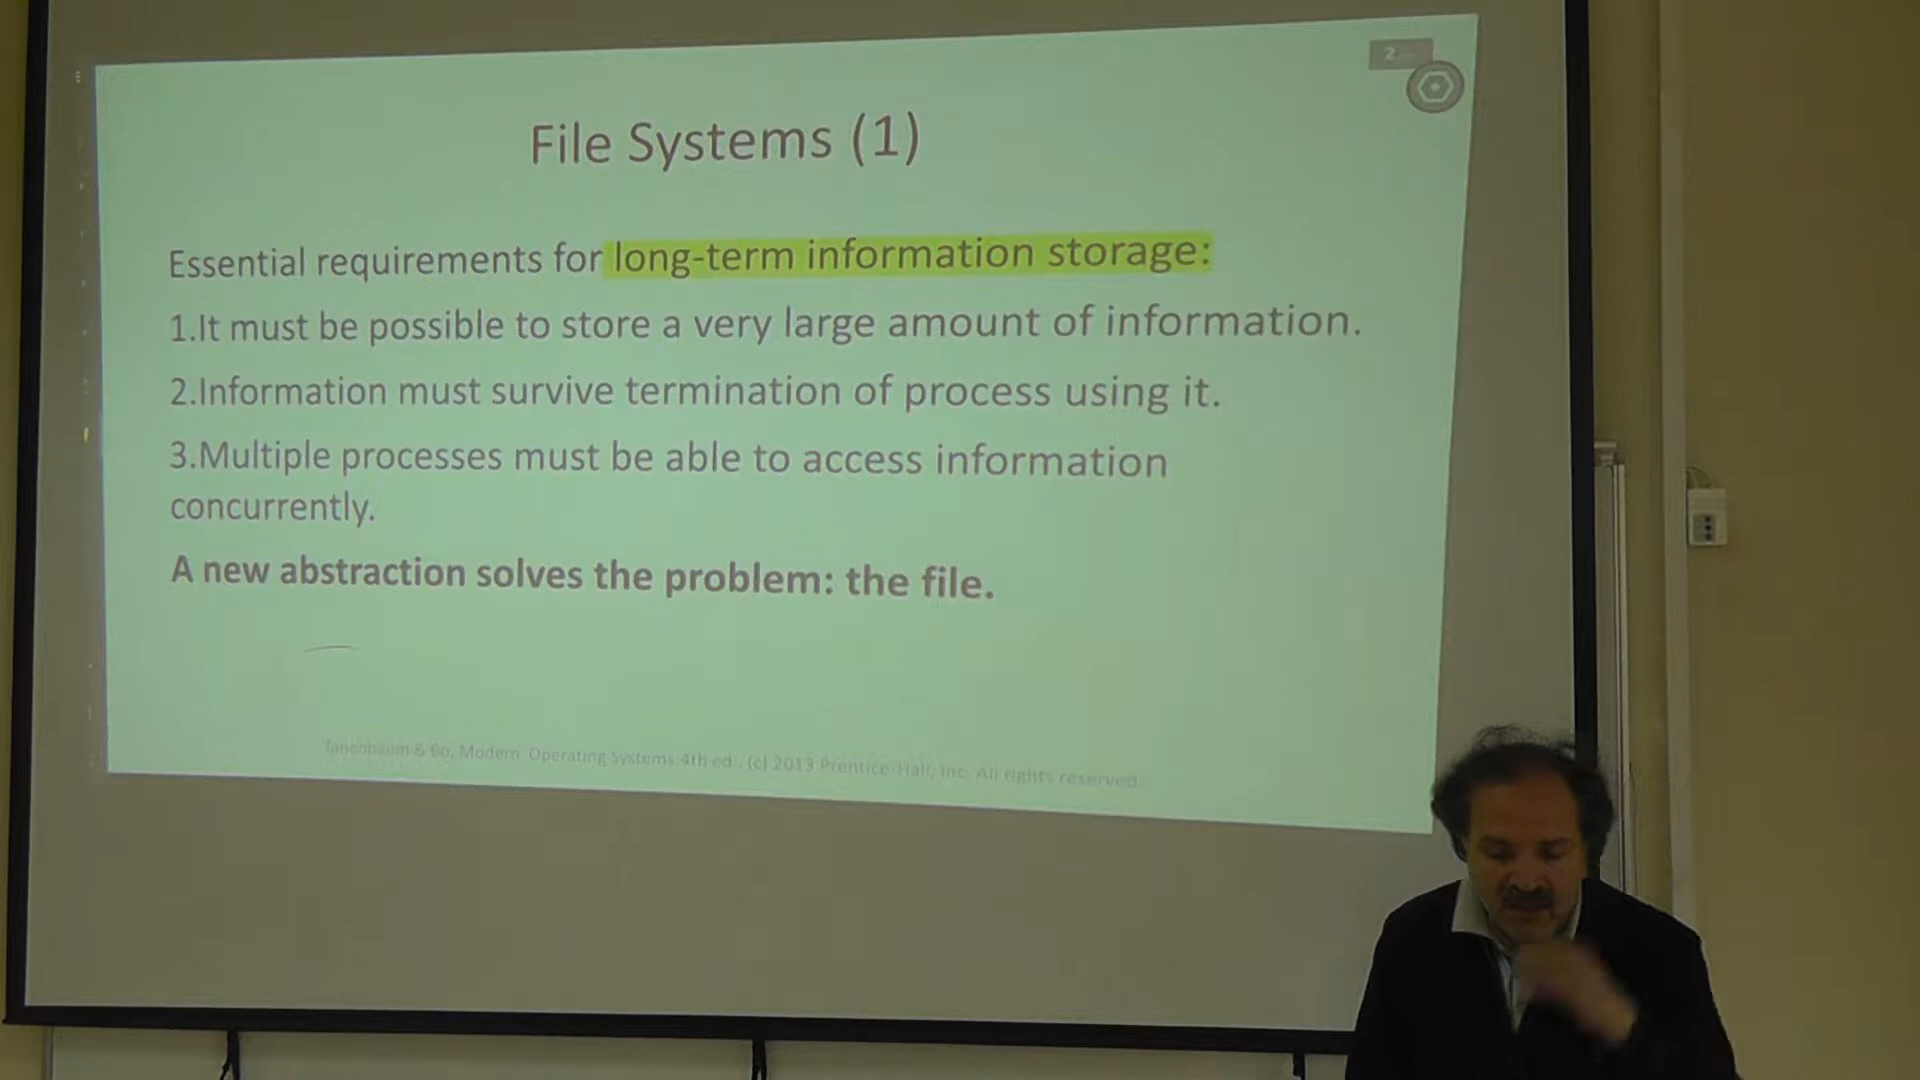 2
File Systems (1)
Essential requirements for long-term information storage:
1.It must be possible to store a very large amount of information.
2.Information must survive termination of process using it.
3.Multiple processes must be able to access information
concurrently.
A new abstraction solves the problem: the file.
Tanenbaum & Bo, Modern Operating Systems:4th ed. (c) 2013 Prentice-Hall, Inc. All rights reserved.